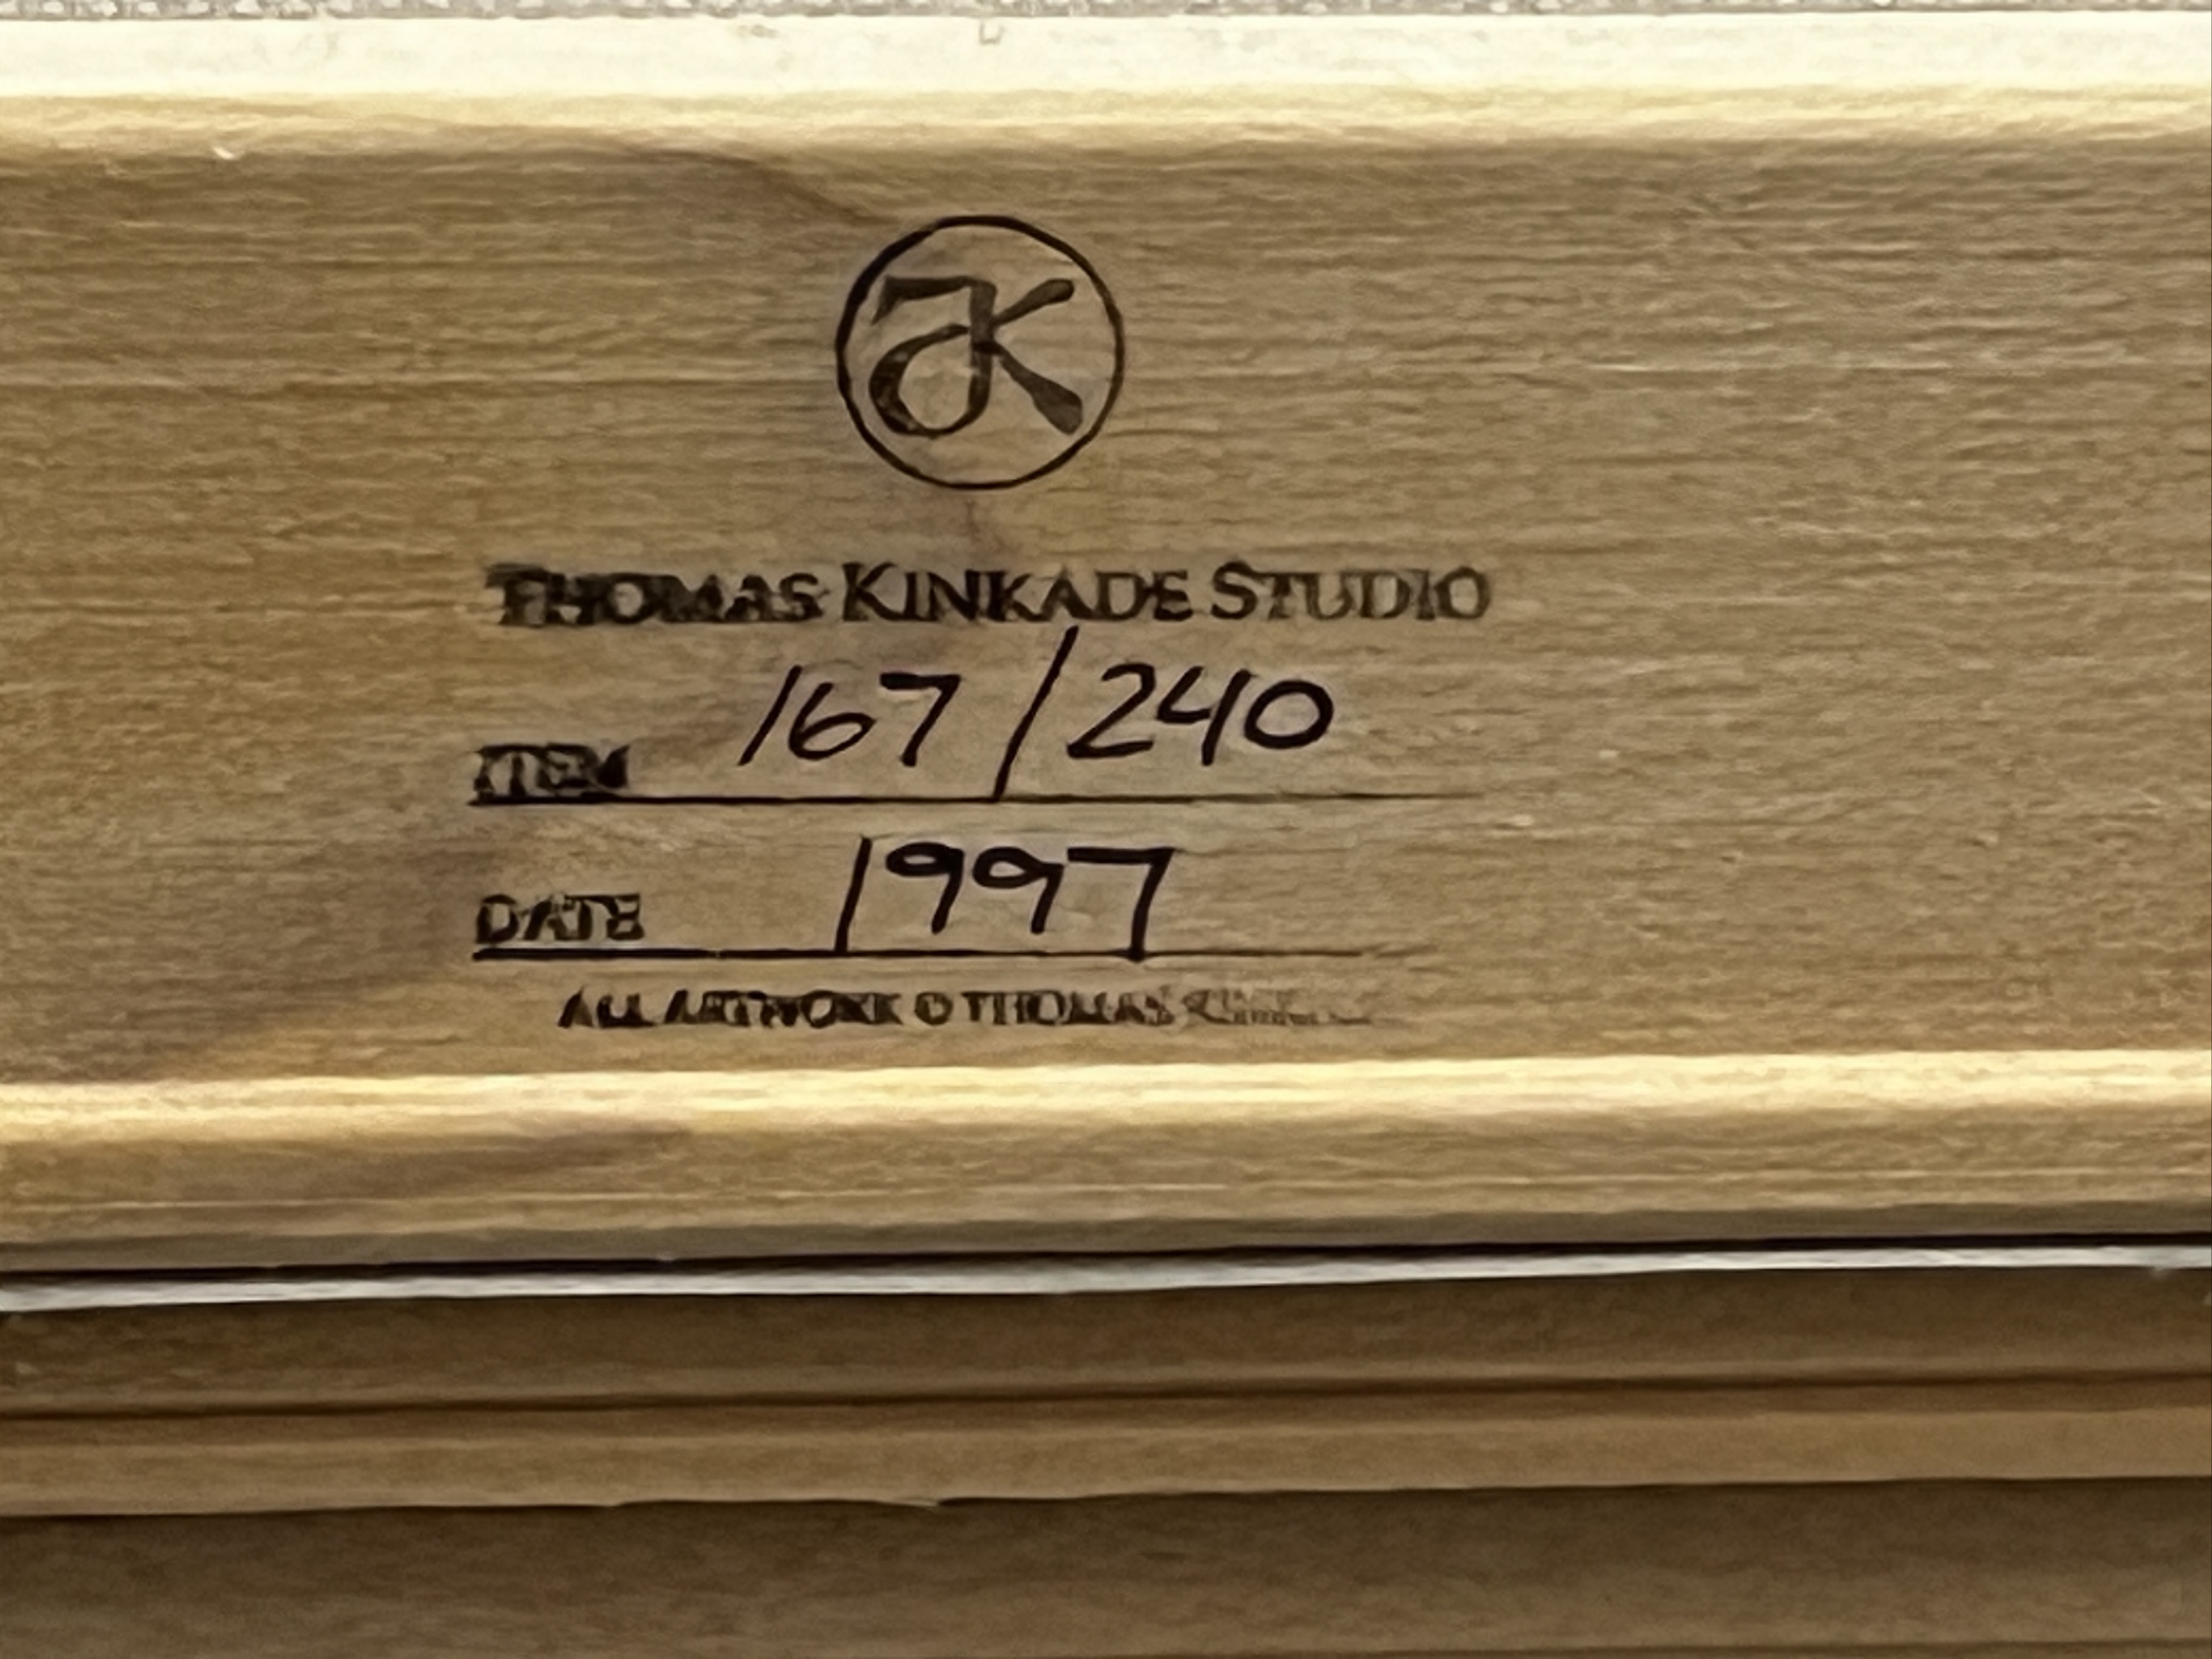 TK
THOMAS KINKADE STUDIO
ITEM 167/240
DATE 1997
ALL ARTWORK © THOMAS